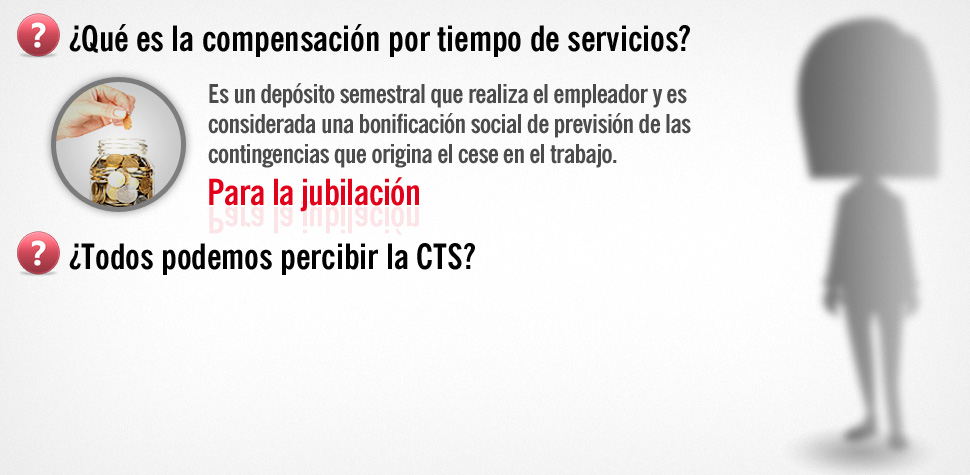 ? ¿Qué es la compensación por tiempo de servicios?
Es un depósito semestral que realiza el empleador y es
considerada una bonificación social de previsión de las
contingencias que origina el cese en el trabajo.
Para la jubilación
? ¿Todos podemos percibir la CTS?